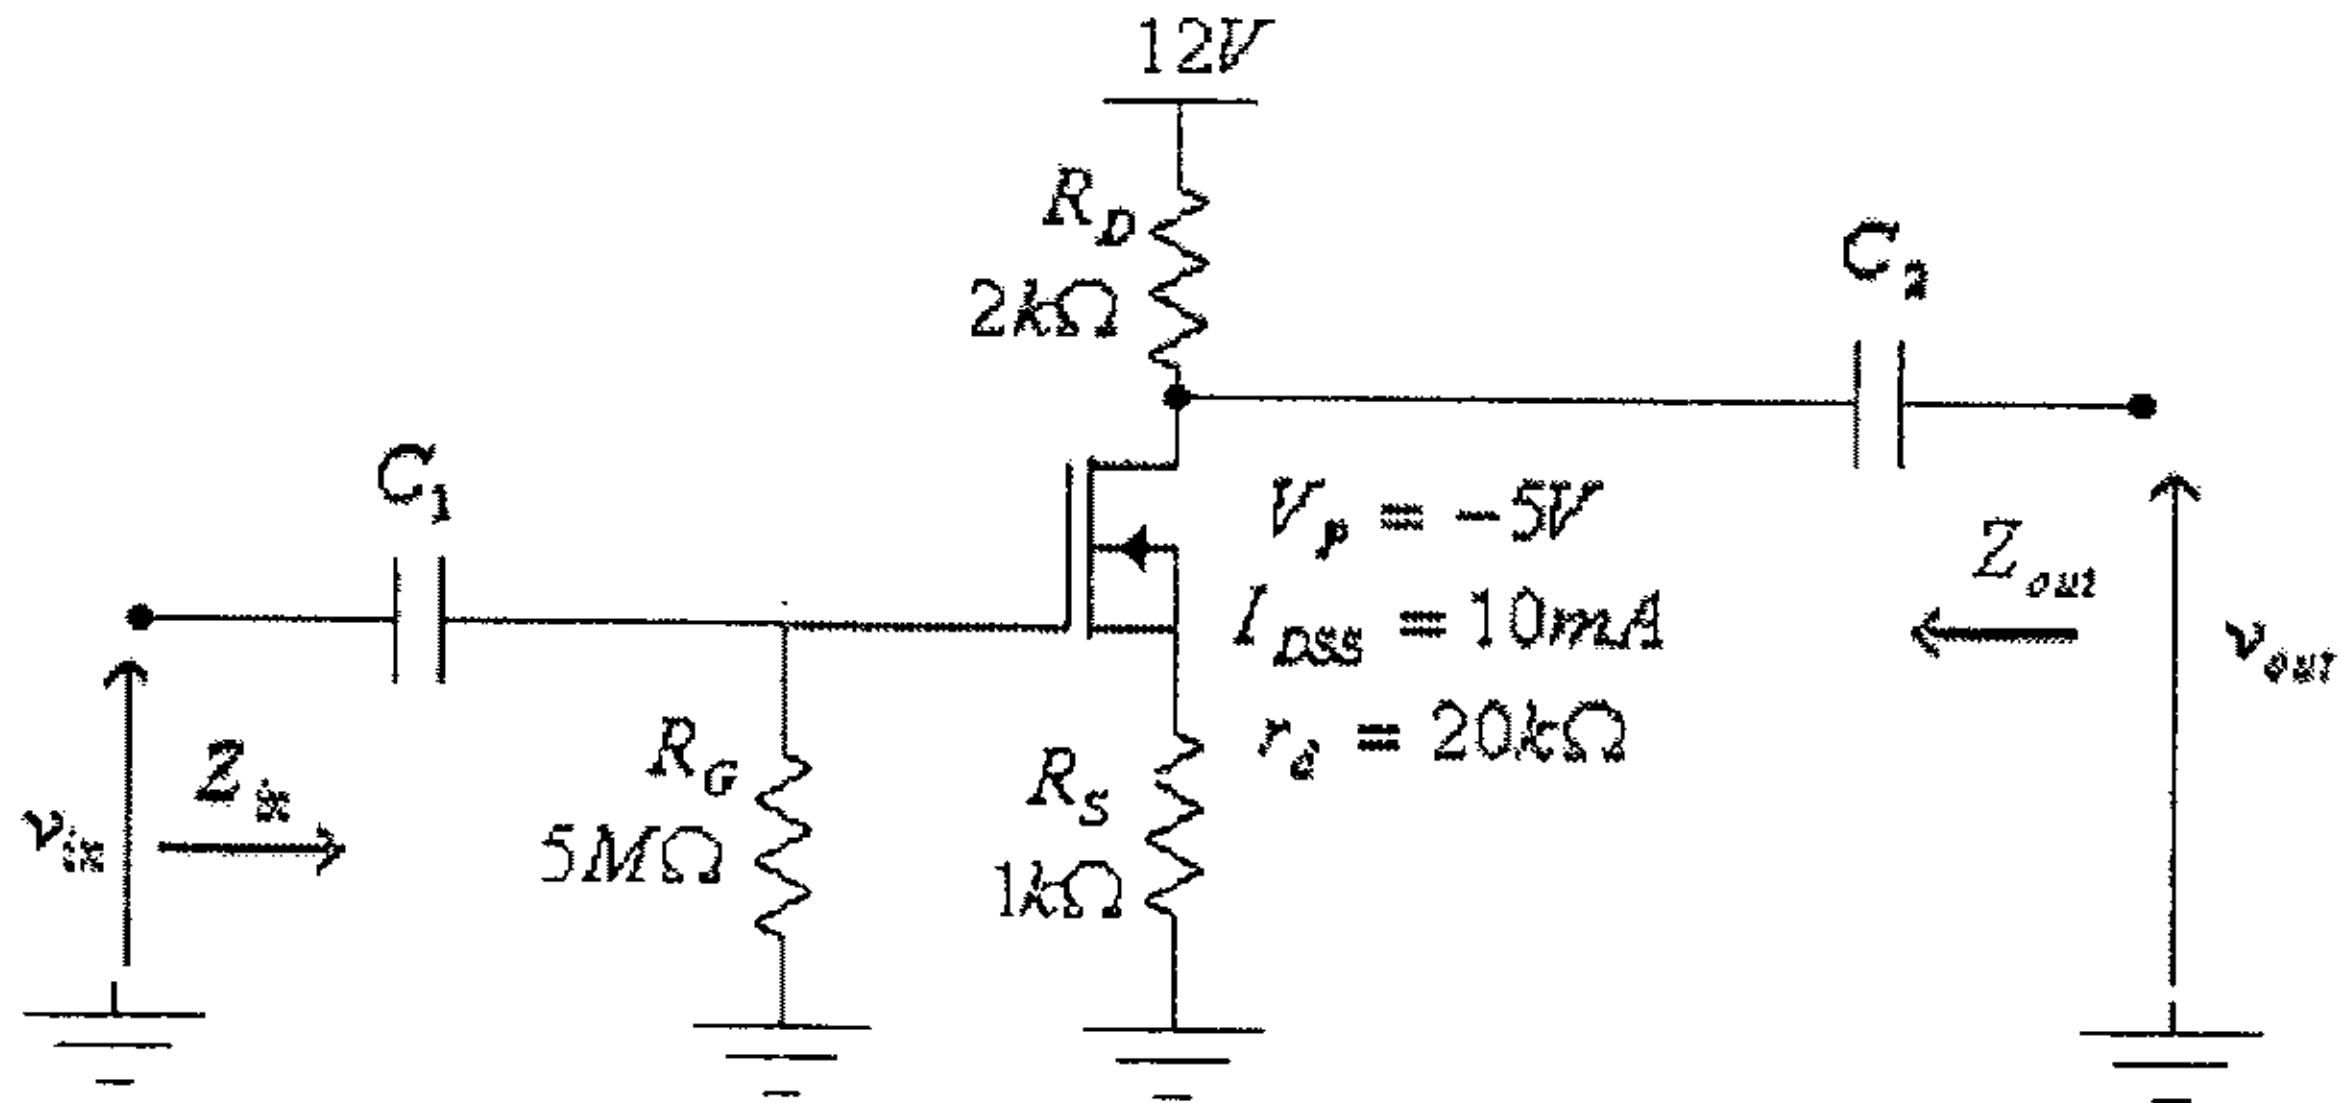 12V
R_D
2kΩ
C_2
C_1
V_p = -5V
I_DSS = 10mA
r_d = 20kΩ
Z_out
v_out
R_G
5MΩ
R_S
1kΩ
Z_in
v_in